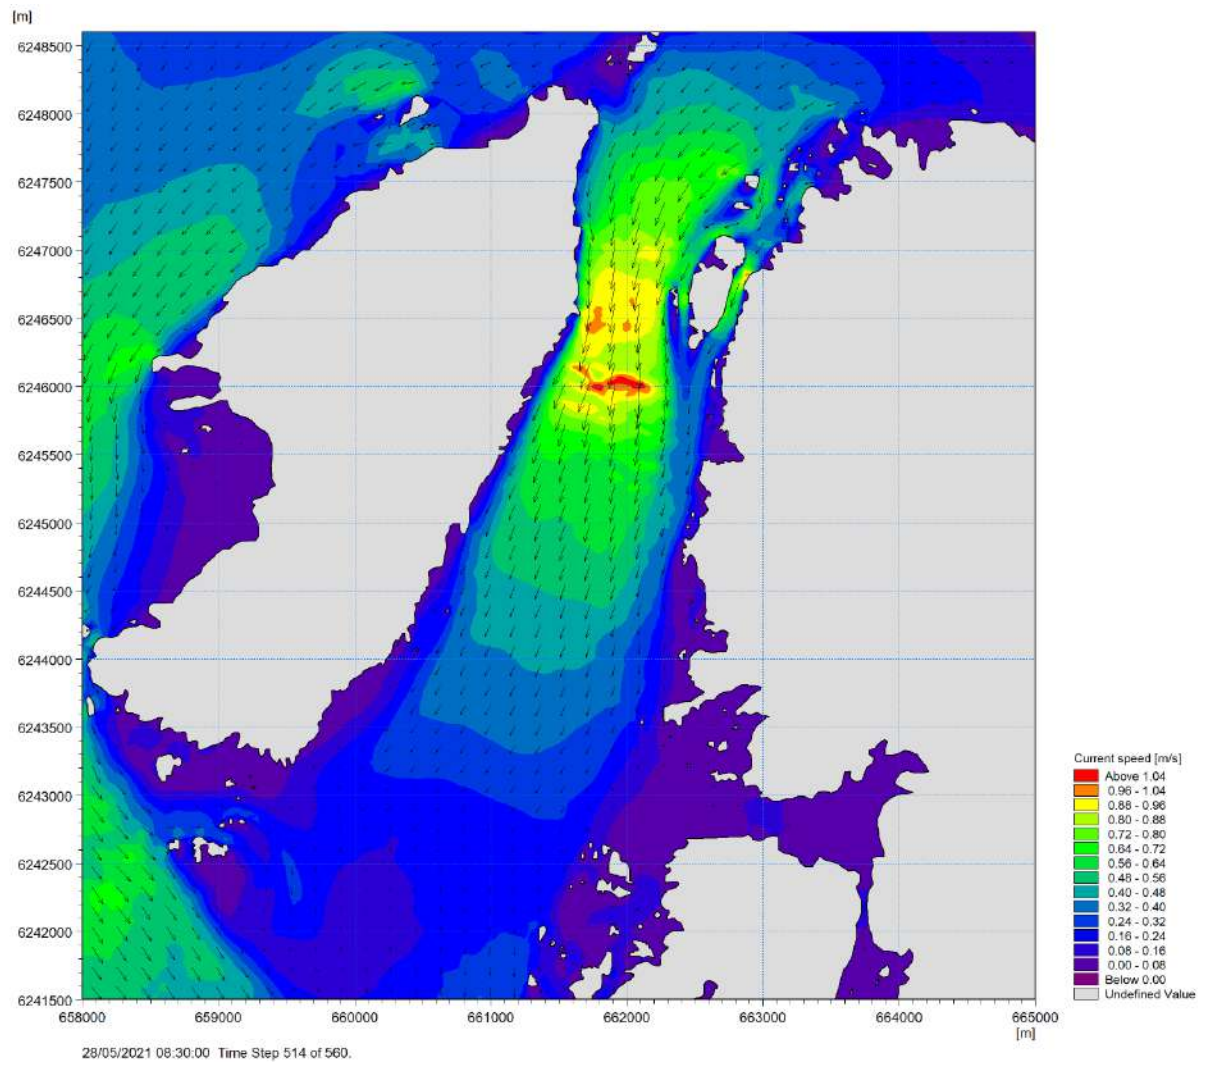 [m]
6248500
6248000
6247500
6247000
6246500
6246000
6245500
6245000
6244500
6244000
6243500
6243000
6242500
6242000
6241500
658000 659000 660000 661000 662000 663000 664000 665000
[m]
Current speed [m/s]
Above 1.04
0.96 - 1.04
0.88 - 0.96
0.80 - 0.88
0.72 - 0.80
0.64 - 0.72
0.56 - 0.64
0.48 - 0.56
0.40 - 0.48
0.32 - 0.40
0.24 - 0.32
0.16 - 0.24
0.08 - 0.16
0.00 - 0.08
Below 0.00
Undefined Value
28/05/2021 08:30:00 Time Step 514 of 560.